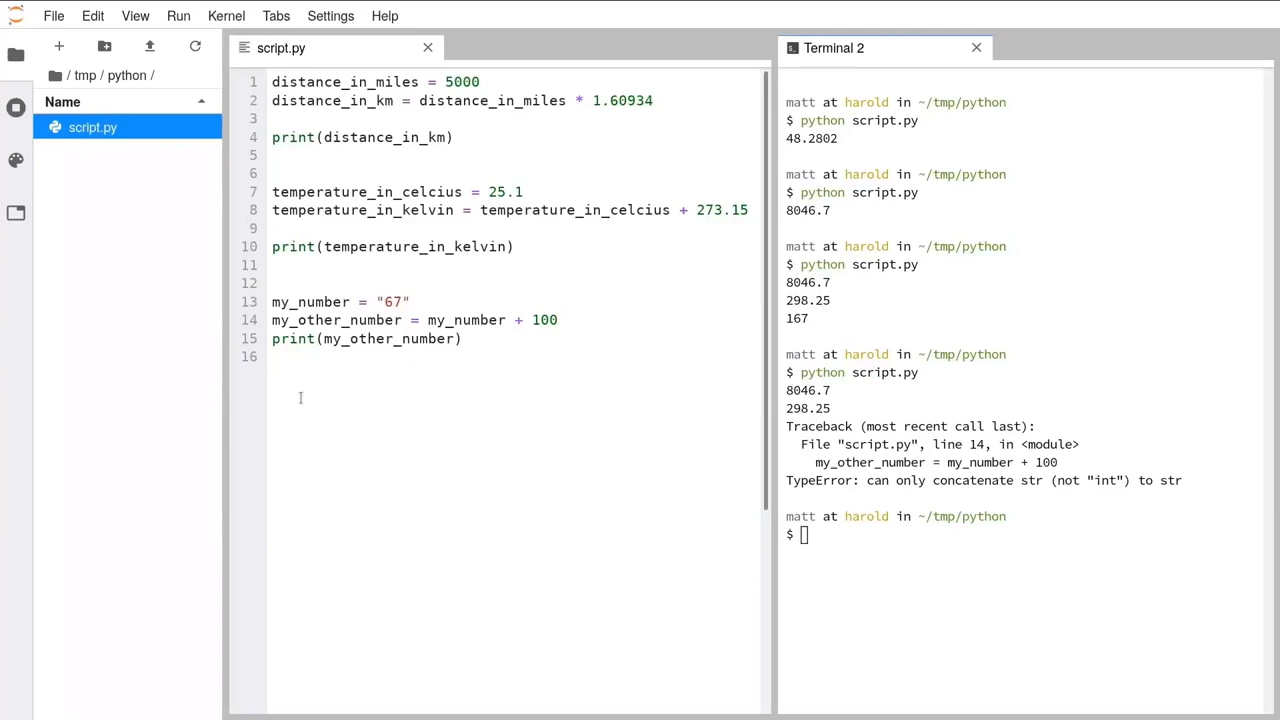 File Edit View Run Kernel Tabs Settings Help
/ tmp / python /
Name
script.py
script.py
1 distance_in_miles = 5000
2 distance_in_km = distance_in_miles * 1.60934
3
4 print(distance_in_km)
5
6
7 temperature_in_celcius = 25.1
8 temperature_in_kelvin = temperature_in_celcius + 273.15
9
10 print(temperature_in_kelvin)
11
12
13 my_number = "67"
14 my_other_number = my_number + 100
15 print(my_other_number)
16
Terminal 2
matt at harold in ~/tmp/python
$ python script.py
48.2802
matt at harold in ~/tmp/python
$ python script.py
8046.7
matt at harold in ~/tmp/python
$ python script.py
8046.7
298.25
167
matt at harold in ~/tmp/python
$ python script.py
8046.7
298.25
Traceback (most recent call last):
File "script.py", line 14, in <module>
my_other_number = my_number + 100
TypeError: can only concatenate str (not "int") to str
matt at harold in ~/tmp/python
$